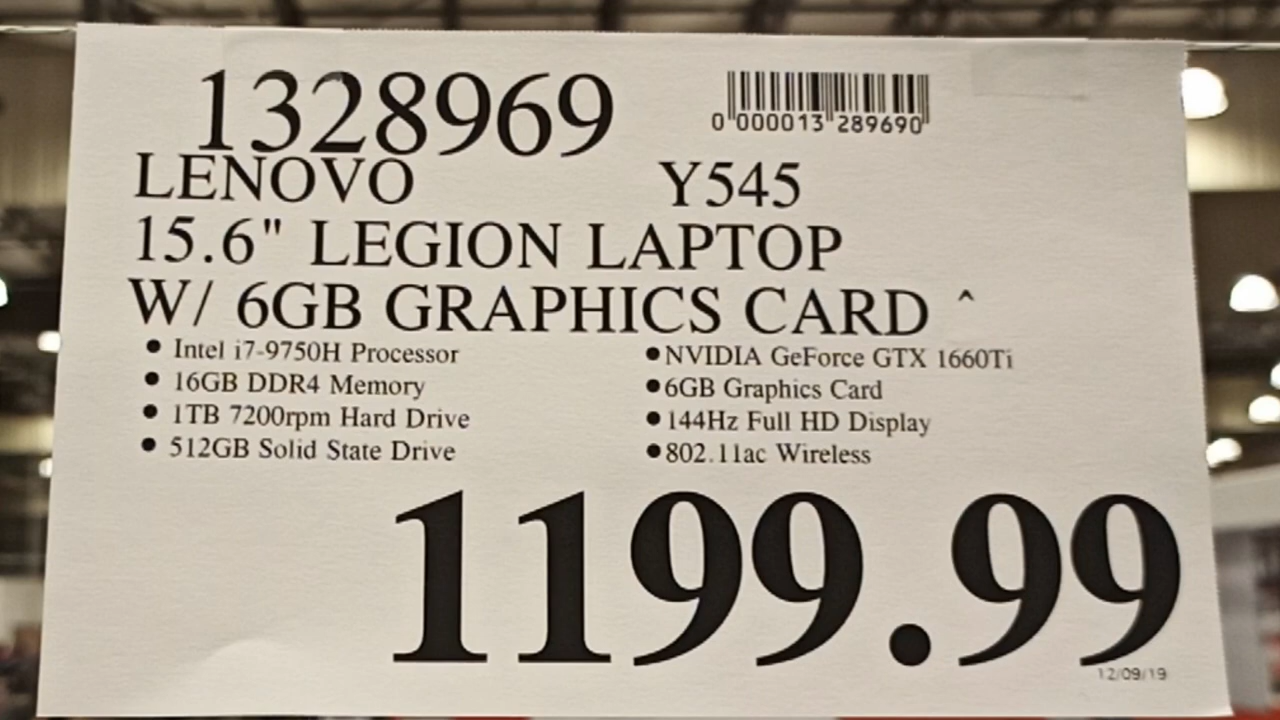 1328969
0 000013 289690
LENOVO Y545
15.6" LEGION LAPTOP
W/ 6GB GRAPHICS CARD ^
• Intel i7-9750H Processor
• 16GB DDR4 Memory
• 1TB 7200rpm Hard Drive
• 512GB Solid State Drive
• NVIDIA GeForce GTX 1660Ti
• 6GB Graphics Card
• 144Hz Full HD Display
• 802.11ac Wireless
1199.99
12/09/19